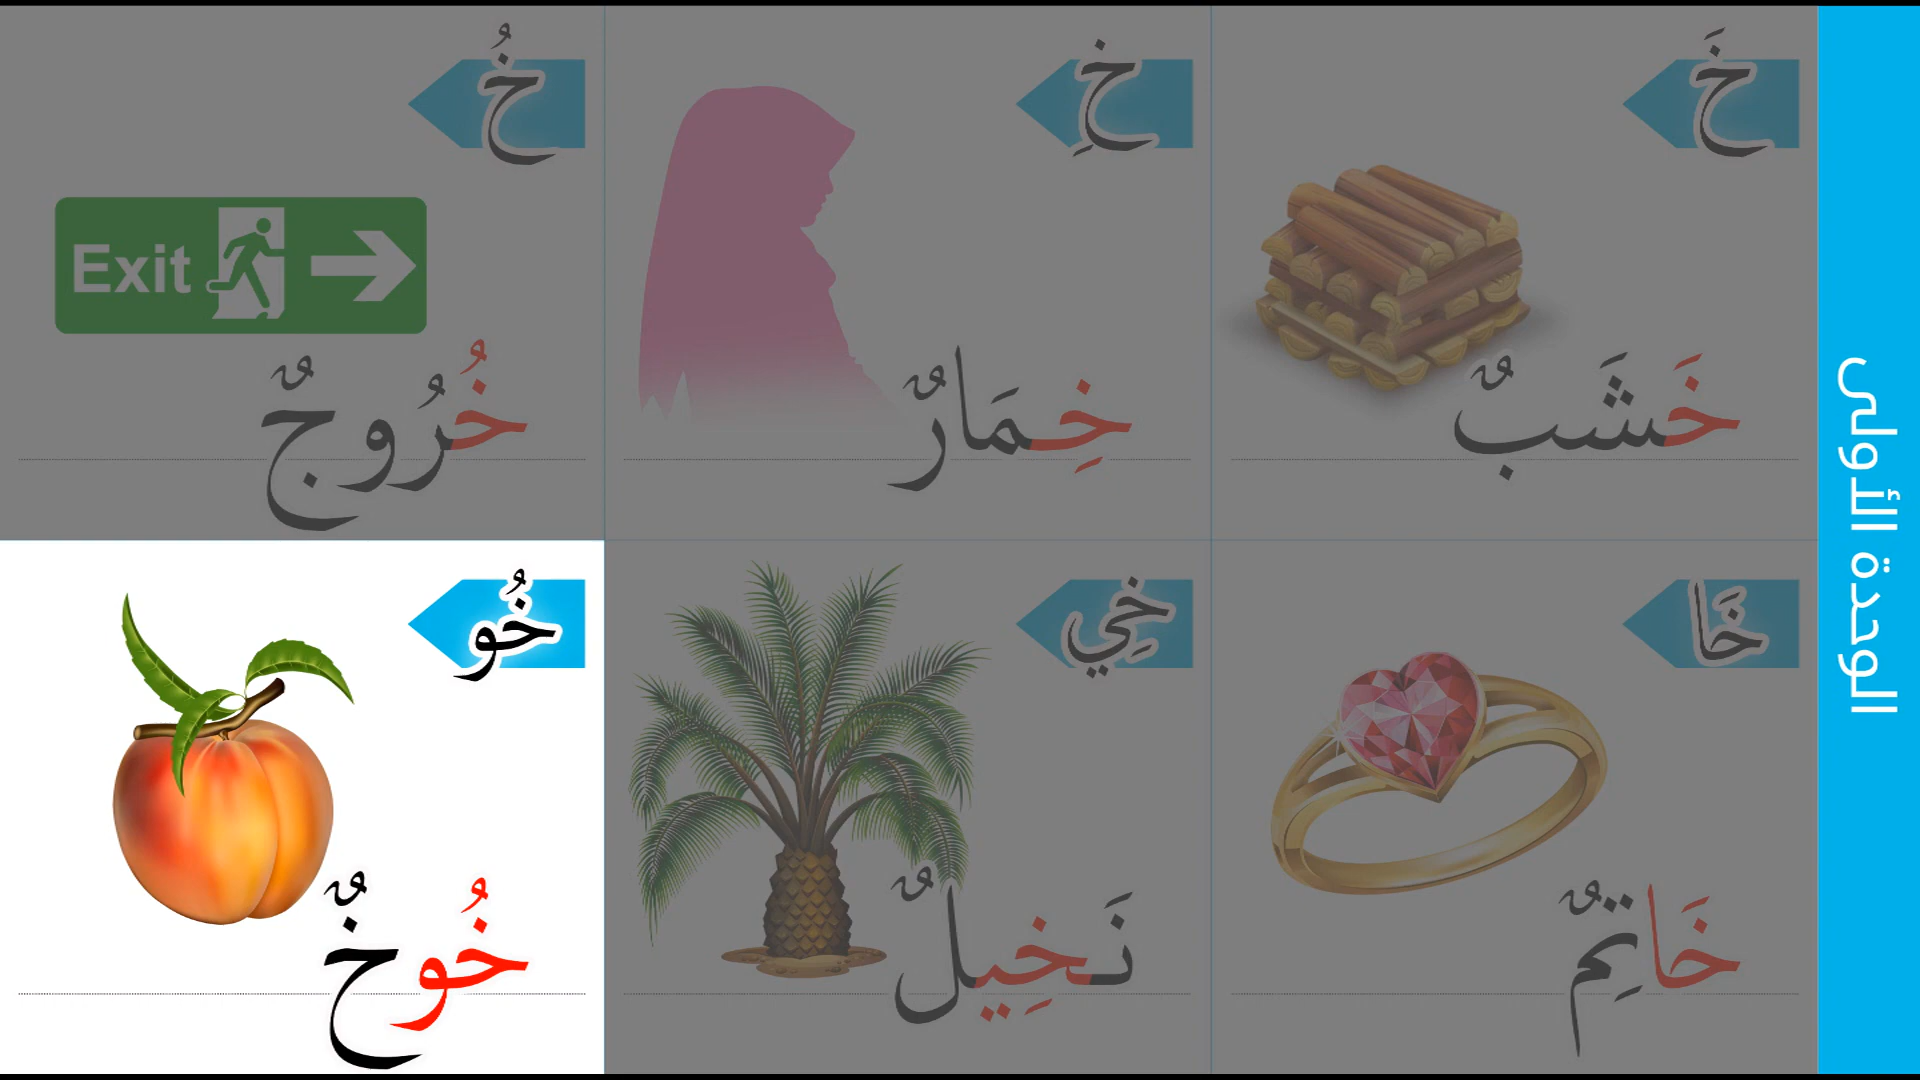 خَ
خَشَبٌ
خِ
خِمَارٌ
خُ
Exit
خُرُوجٌ
خَا
خَاتِمٌ
خِي
نَخِيلٌ
خُو
خُوخٌ
الوحدة الأولى